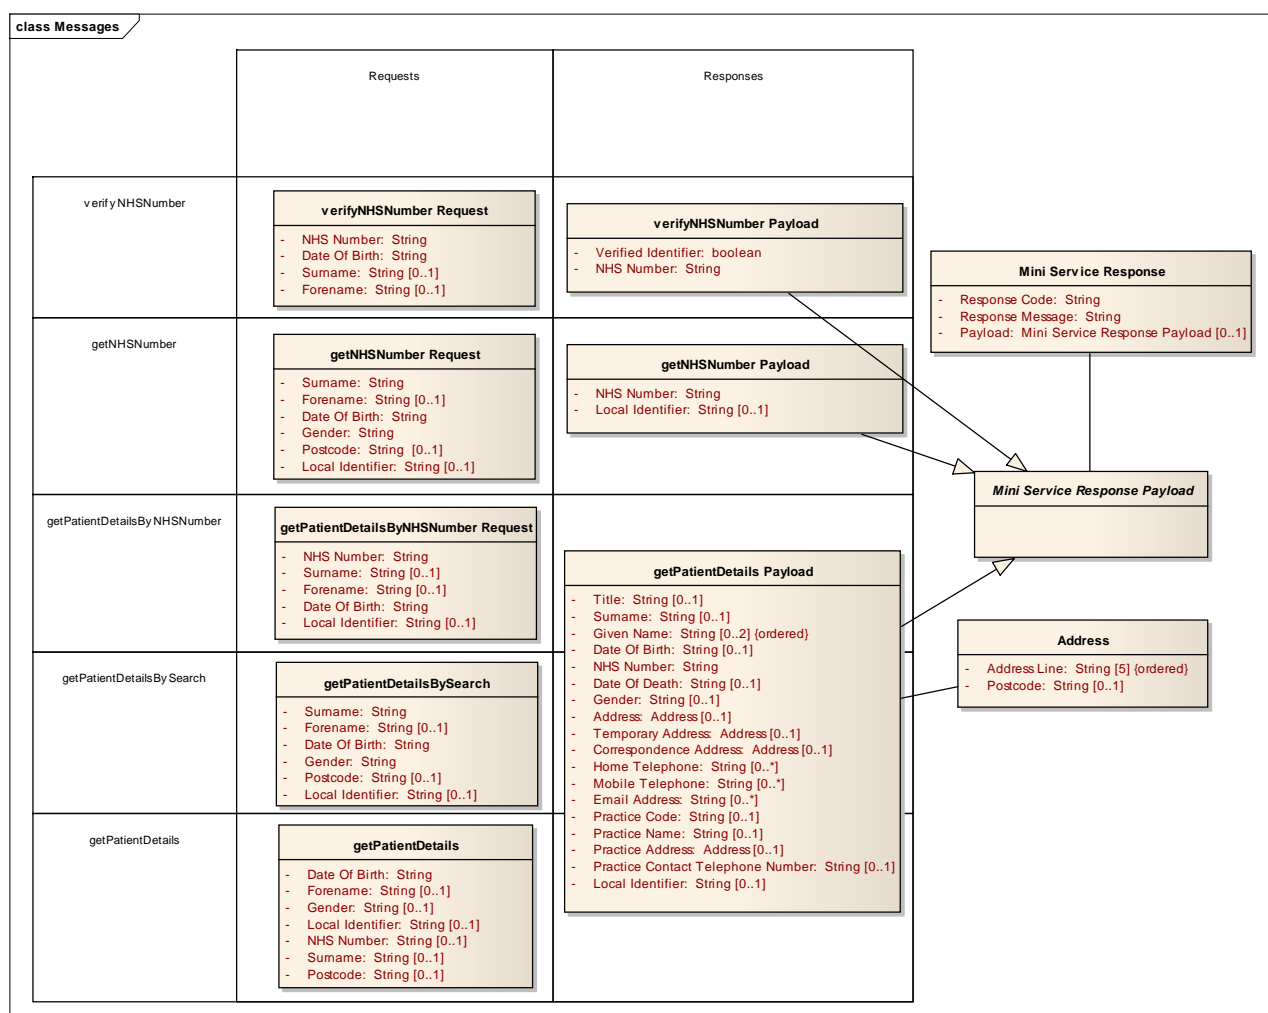 class Messages
Requests
Responses
verifyNHSNumber
verifyNHSNumber Request
- NHS Number: String
- Date Of Birth: String
- Surname: String [0..1]
- Forename: String [0..1]
verifyNHSNumber Payload
- Verified Identifier: boolean
- NHS Number: String
Mini Service Response
- Response Code: String
- Response Message: String
- Payload: Mini Service Response Payload [0..1]
getNHSNumber
getNHSNumber Request
- Surname: String
- Forename: String [0..1]
- Date Of Birth: String
- Gender: String
- Postcode: String [0..1]
- Local Identifier: String [0..1]
getNHSNumber Payload
- NHS Number: String
- Local Identifier: String [0..1]
Mini Service Response Payload
getPatientDetailsByNHSNumber
getPatientDetailsByNHSNumber Request
- NHS Number: String
- Surname: String [0..1]
- Forename: String [0..1]
- Date Of Birth: String
- Local Identifier: String [0..1]
getPatientDetails Payload
- Title: String [0..1]
- Surname: String [0..1]
- Given Name: String [0..2] {ordered}
- Date Of Birth: String [0..1]
- NHS Number: String
- Date Of Death: String [0..1]
- Gender: String [0..1]
- Address: Address [0..1]
- Temporary Address: Address [0..1]
- Correspondence Address: Address [0..1]
- Home Telephone: String [0..*]
- Mobile Telephone: String [0..*]
- Email Address: String [0..*]
- Practice Code: String [0..1]
- Practice Name: String [0..1]
- Practice Address: Address [0..1]
- Practice Contact Telephone Number: String [0..1]
- Local Identifier: String [0..1]
Address
- Address Line: String [5] {ordered}
- Postcode: String [0..1]
getPatientDetailsBySearch
getPatientDetailsBySearch
- Surname: String
- Forename: String [0..1]
- Date Of Birth: String
- Gender: String
- Postcode: String [0..1]
- Local Identifier: String [0..1]
getPatientDetails
getPatientDetails
- Date Of Birth: String
- Forename: String [0..1]
- Gender: String [0..1]
- Local Identifier: String [0..1]
- NHS Number: String [0..1]
- Surname: String [0..1]
- Postcode: String [0..1]